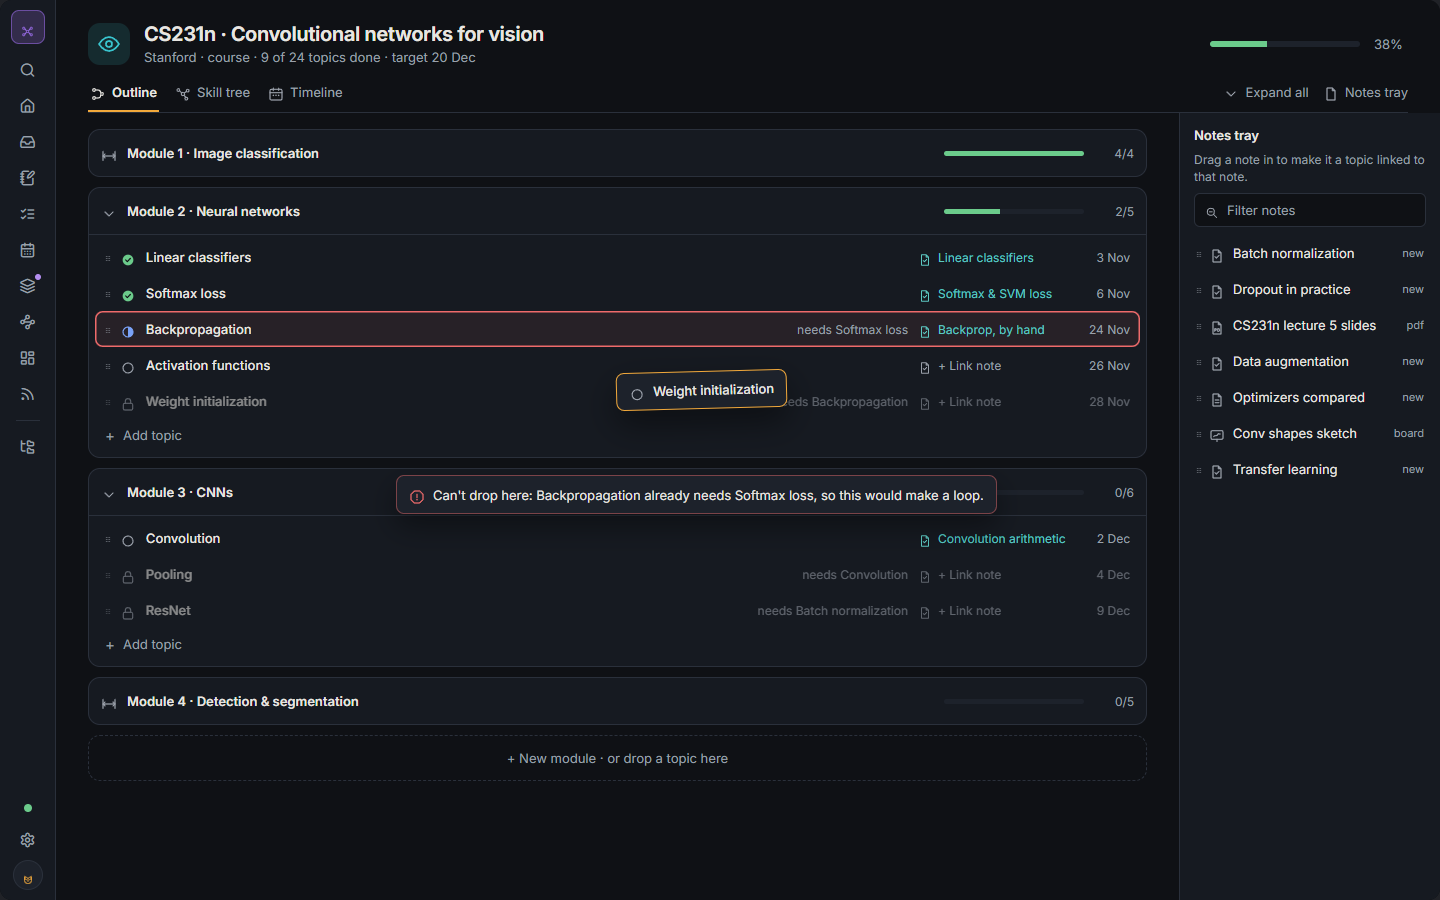 CS231n · Convolutional networks for vision
Stanford · course · 9 of 24 topics done · target 20 Dec
38%
Outline
Skill tree
Timeline
Expand all
Notes tray
Module 1 · Image classification
4/4
Module 2 · Neural networks
2/5
Linear classifiers
Linear classifiers
3 Nov
Softmax loss
Softmax & SVM loss
6 Nov
Backpropagation
needs Softmax loss
Backprop, by hand
24 Nov
Activation functions
+ Link note
26 Nov
Weight initialization
Weight initialization
eds Backpropagation
+ Link note
28 Nov
+ Add topic
Module 3 · CNNs
Can't drop here: Backpropagation already needs Softmax loss, so this would make a loop.
0/6
Convolution
Convolution arithmetic
2 Dec
Pooling
needs Convolution
+ Link note
4 Dec
ResNet
needs Batch normalization
+ Link note
9 Dec
+ Add topic
Module 4 · Detection & segmentation
0/5
+ New module · or drop a topic here
Notes tray
Drag a note in to make it a topic linked to
that note.
Filter notes
Batch normalization
new
Dropout in practice
new
CS231n lecture 5 slides
pdf
Data augmentation
new
Optimizers compared
new
Conv shapes sketch
board
Transfer learning
new